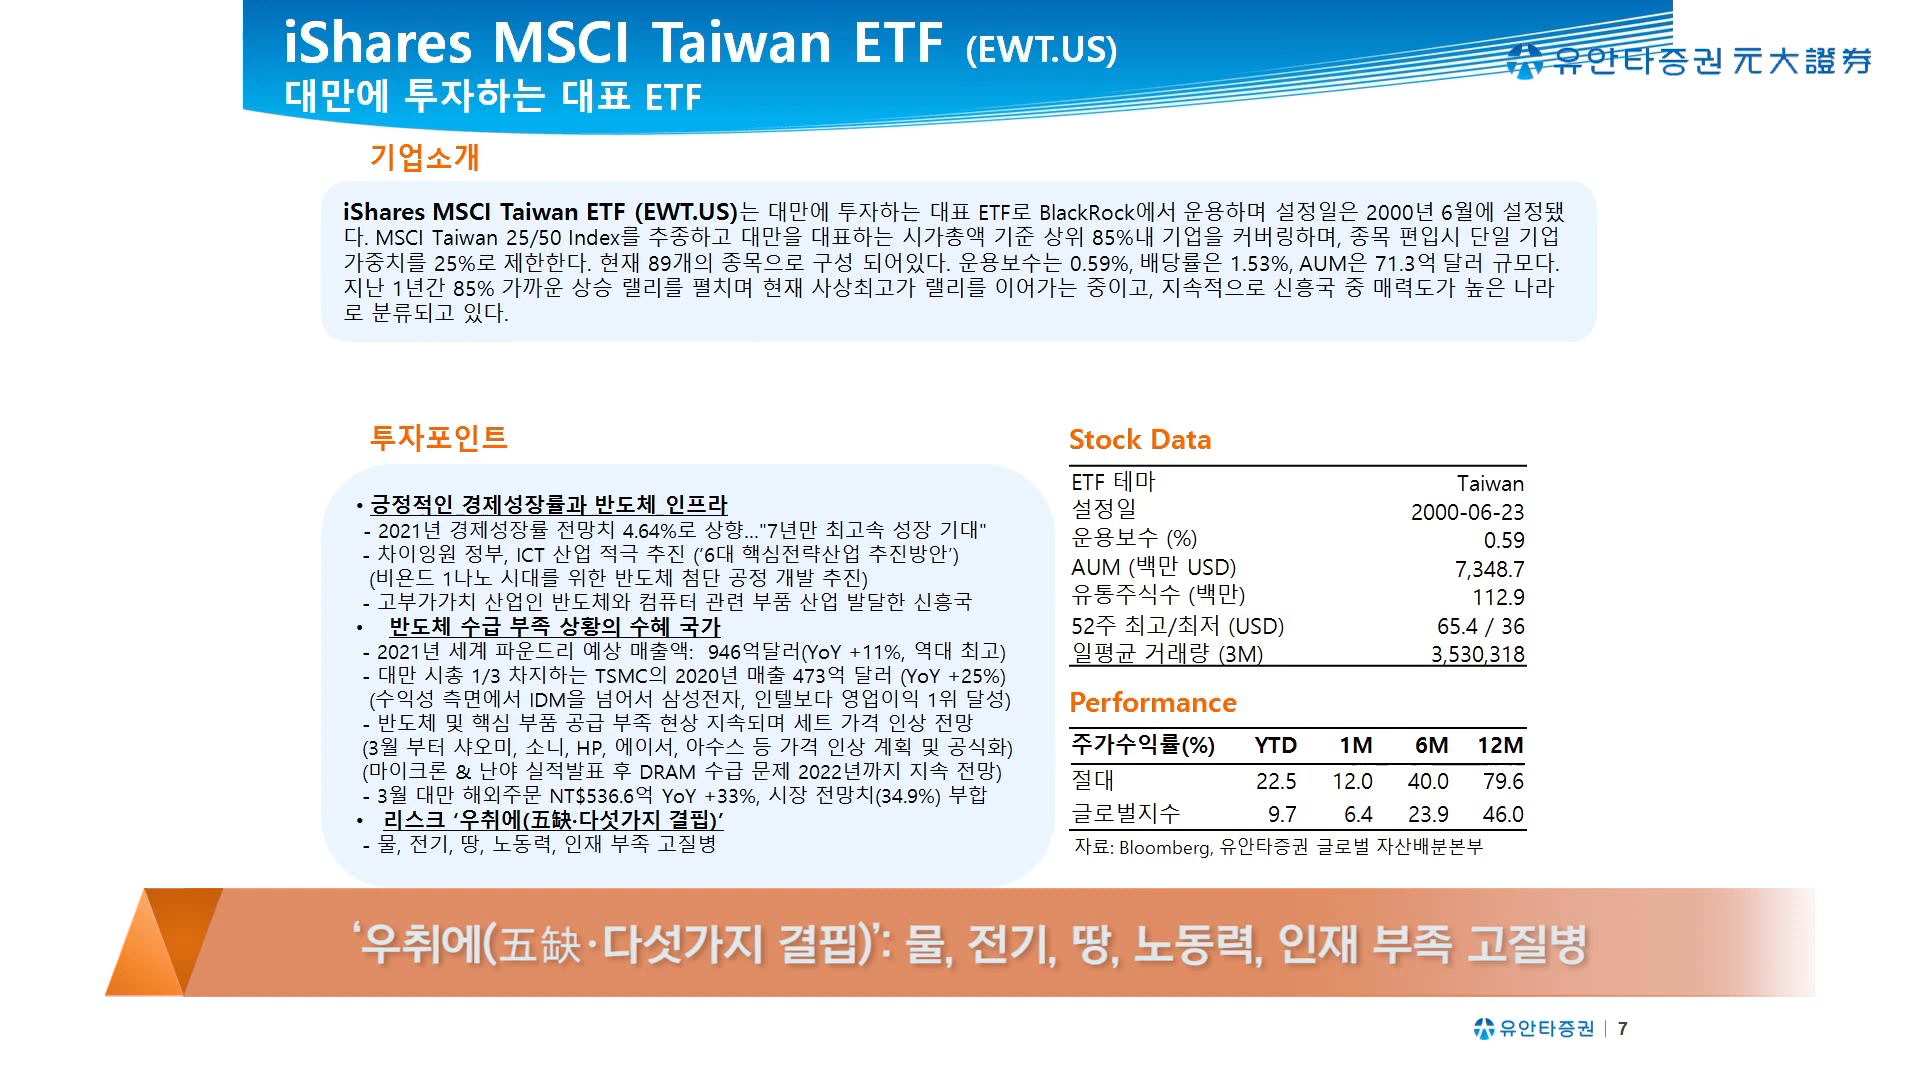 iShares MSCI Taiwan ETF (EWT.US)
대만에 투자하는 대표 ETF
유안타증권 元大證券
기업소개
iShares MSCI Taiwan ETF (EWT.US)는 대만에 투자하는 대표 ETF로 BlackRock에서 운용하며 설정일은 2000년 6월에 설정됐
다. MSCI Taiwan 25/50 Index를 추종하고 대만을 대표하는 시가총액 기준 상위 85%내 기업을 커버링하며, 종목 편입시 단일 기업
가중치를 25%로 제한한다. 현재 89개의 종목으로 구성 되어있다. 운용보수는 0.59%, 배당률은 1.53%, AUM은 71.3억 달러 규모다.
지난 1년간 85% 가까운 상승 랠리를 펼치며 현재 사상최고가 랠리를 이어가는 중이고, 지속적으로 신흥국 중 매력도가 높은 나라
로 분류되고 있다.
투자포인트
• 긍정적인 경제성장률과 반도체 인프라
- 2021년 경제성장률 전망치 4.64%로 상향..."7년만 최고속 성장 기대"
- 차이잉원 정부, ICT 산업 적극 추진 (‘6대 핵심전략산업 추진방안’)
(비욘드 1나노 시대를 위한 반도체 첨단 공정 개발 추진)
- 고부가가치 산업인 반도체와 컴퓨터 관련 부품 산업 발달한 신흥국
• 반도체 수급 부족 상황의 수혜 국가
- 2021년 세계 파운드리 예상 매출액: 946억달러(YoY +11%, 역대 최고)
- 대만 시총 1/3 차지하는 TSMC의 2020년 매출 473억 달러 (YoY +25%)
(수익성 측면에서 IDM을 넘어서 삼성전자, 인텔보다 영업이익 1위 달성)
- 반도체 및 핵심 부품 공급 부족 현상 지속되며 세트 가격 인상 전망
(3월 부터 샤오미, 소니, HP, 에이서, 아수스 등 가격 인상 계획 및 공식화)
(마이크론 & 난야 실적발표 후 DRAM 수급 문제 2022년까지 지속 전망)
- 3월 대만 해외주문 NT$536.6억 YoY +33%, 시장 전망치(34.9%) 부합
• 리스크 ‘우취에(五缺·다섯가지 결핍)’
- 물, 전기, 땅, 노동력, 인재 부족 고질병
Stock Data
ETF 테마 Taiwan
설정일 2000-06-23
운용보수 (%) 0.59
AUM (백만 USD) 7,348.7
유통주식수 (백만) 112.9
52주 최고/최저 (USD) 65.4 / 36
일평균 거래량 (3M) 3,530,318
Performance
주가수익률(%) YTD 1M 6M 12M
절대 22.5 12.0 40.0 79.6
글로벌지수 9.7 6.4 23.9 46.0
자료: Bloomberg, 유안타증권 글로벌 자산배분본부
‘우취에(五缺·다섯가지 결핍)’: 물, 전기, 땅, 노동력, 인재 부족 고질병
유안타증권 | 7